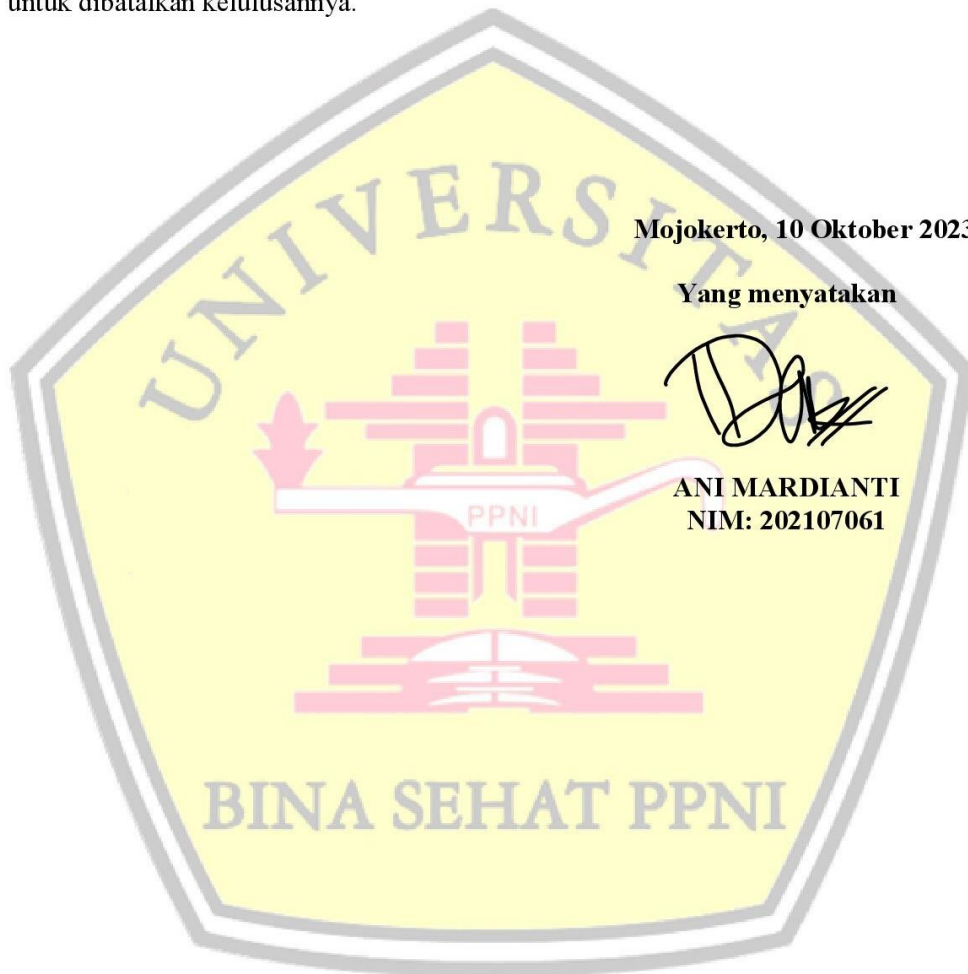 untuk dibatalkan kelulusannya.
UNIVERSITAS
Mojokerto, 10 Oktober 2023
Yang menyatakan
ANI MARDIANTI
NIM: 202107061
PPNI
BINA SEHAT PPNI